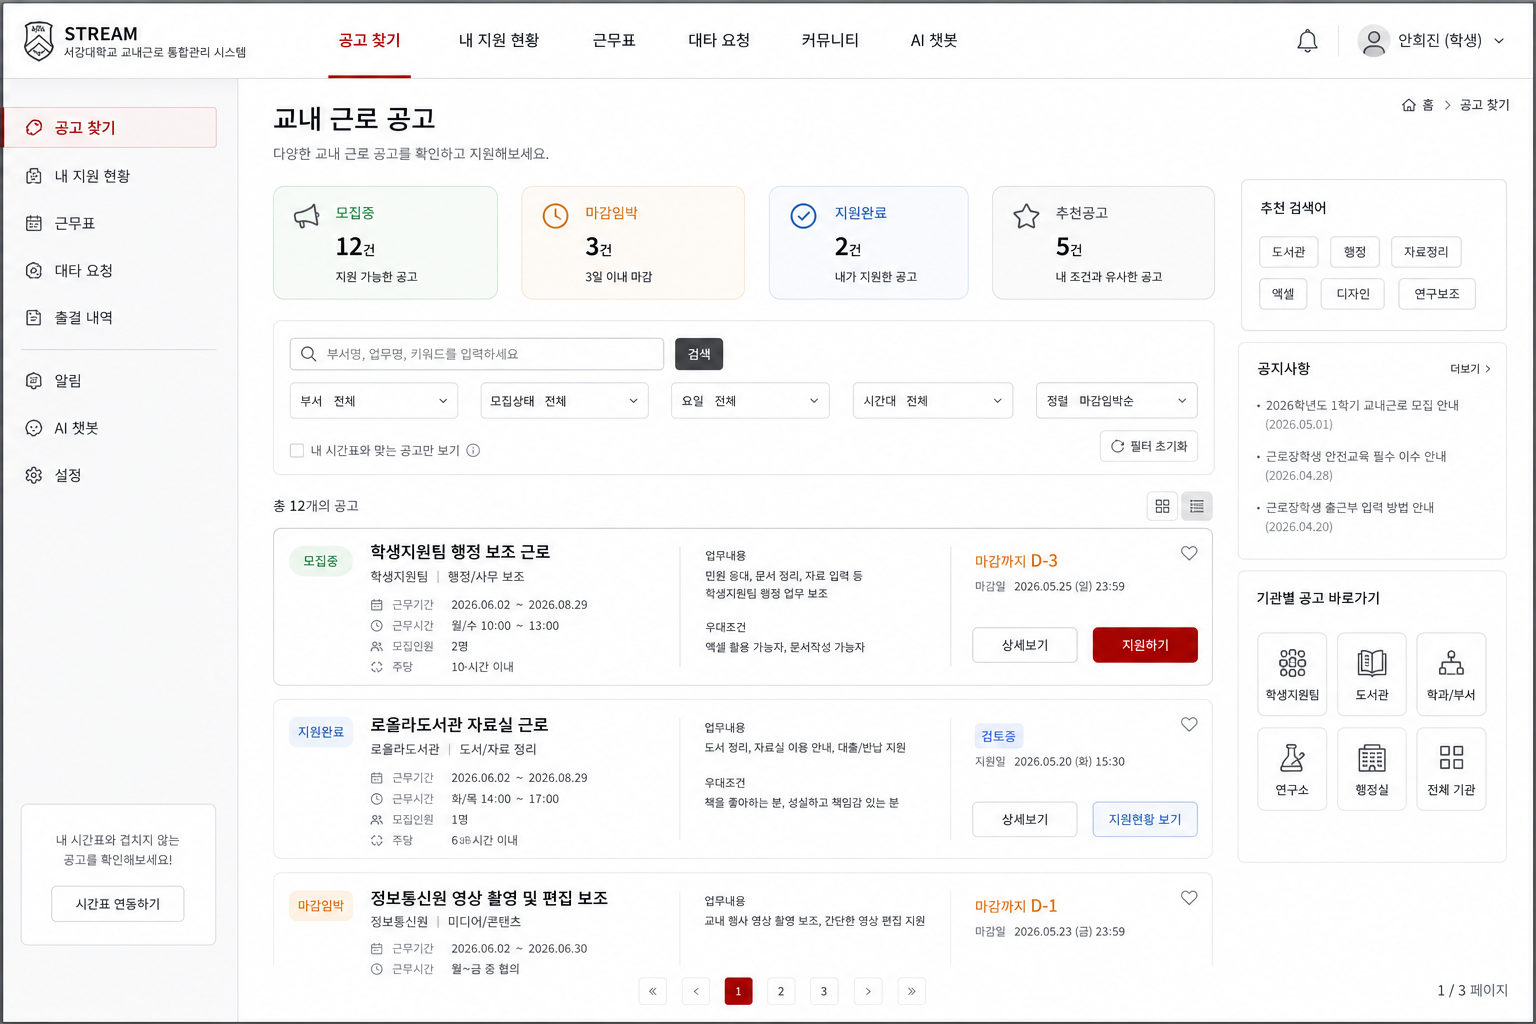 STREAM
서강대학교 교내근로 통합관리 시스템
공고 찾기
내 지원 현황
근무표
대타 요청
커뮤니티
AI 챗봇
안희진 (학생)
공고 찾기
내 지원 현황
근무표
대타 요청
출결 내역
알림
AI 챗봇
설정
내 시간표와 겹치지 않는
공고를 확인해보세요!
시간표 연동하기
홈 > 공고 찾기
교내 근로 공고
다양한 교내 근로 공고를 확인하고 지원해보세요.
모집중
12건
지원 가능한 공고
마감임박
3건
3일 이내 마감
지원완료
2건
내가 지원한 공고
추천공고
5건
내 조건과 유사한 공고
부서명, 업무명, 키워드를 입력하세요
검색
부서 전체
모집상태 전체
요일 전체
시간대 전체
정렬 마감임박순
내 시간표와 맞는 공고만 보기
필터 초기화
총 12개의 공고
모집중
학생지원팀 행정 보조 근로
학생지원팀 | 행정/사무 보조
근무기간 2026.06.02 ~ 2026.08.29
근무시간 월/수 10:00 ~ 13:00
모집인원 2명
주당 10시간 이내
업무내용
민원 응대, 문서 정리, 자료 입력 등
학생지원팀 행정 업무 보조
우대조건
액셀 활용 가능자, 문서작성 가능자
마감까지 D-3
마감일 2026.05.25 (일) 23:59
상세보기
지원하기
지원완료
로욜라도서관 자료실 근로
로욜라도서관 | 도서/자료 정리
근무기간 2026.06.02 ~ 2026.08.29
근무시간 화/목 14:00 ~ 17:00
모집인원 1명
주당 시간 이내
업무내용
도서 정리, 자료실 이용 안내, 대출/반납 지원
우대조건
책을 좋아하는 분, 성실하고 책임감 있는 분
검토중
지원일 2026.05.20 (화) 15:30
상세보기
지원현황 보기
마감임박
정보통신원 영상 촬영 및 편집 보조
정보통신원 | 미디어/콘텐츠
근무기간 2026.06.02 ~ 2026.06.30
근무시간 월~금 중 협의
업무내용
교내 행사 영상 촬영 보조, 간단한 영상 편집 지원
마감까지 D-1
마감일 2026.05.23 (금) 23:59
« < 1 2 3 > »
1 / 3 페이지
추천 검색어
도서관
행정
자료정리
액셀
디자인
연구보조
공지사항
더보기 >
• 2026학년도 1학기 교내근로 모집 안내
(2026.05.01)
• 근로장학생 안전교육 필수 이수 안내
(2026.04.28)
• 근로장학생 출근부 입력 방법 안내
(2026.04.20)
기관별 공고 바로가기
학생지원팀
도서관
학과/부서
연구소
행정실
전체 기관